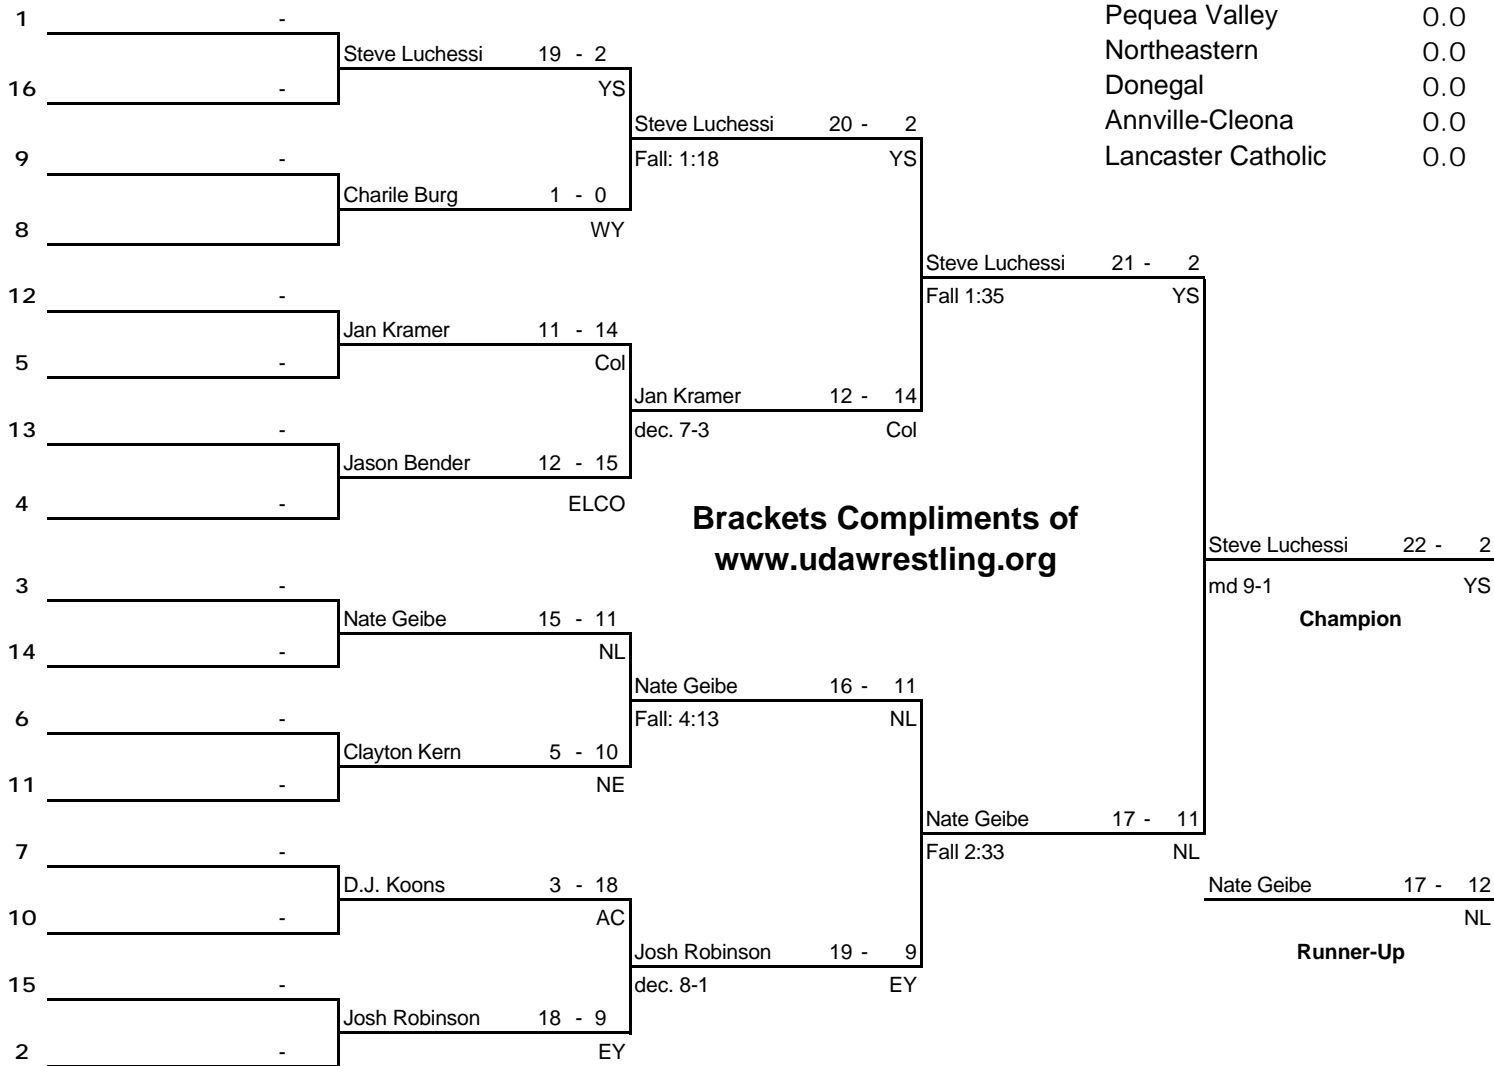 Pequea Valley 0.0
Northeastern 0.0
Donegal 0.0
Annville-Cleona 0.0
Lancaster Catholic 0.0
1 -
Steve Luchessi 19 - 2
16 - YS
Steve Luchessi 20 - 2
9 - Fall: 1:18 YS
Charile Burg 1 - 0
8 WY
Steve Luchessi 21 - 2
12 - Fall 1:35 YS
Jan Kramer 11 - 14
5 - Col
Jan Kramer 12 - 14
13 - dec. 7-3 Col
Jason Bender 12 - 15
4 - ELCO
Brackets Compliments of
www.udawrestling.org
Steve Luchessi 22 - 2
3 - md 9-1 YS
Champion
Nate Geibe 15 - 11
14 - NL
Nate Geibe 16 - 11
6 - Fall: 4:13 NL
Clayton Kern 5 - 10
11 - NE
Nate Geibe 17 - 11
7 - Fall 2:33 NL
D.J. Koons 3 - 18
Nate Geibe 17 - 12
10 - AC NL
Josh Robinson 19 - 9
Runner-Up
15 - dec. 8-1 EY
Josh Robinson 18 - 9
2 - EY